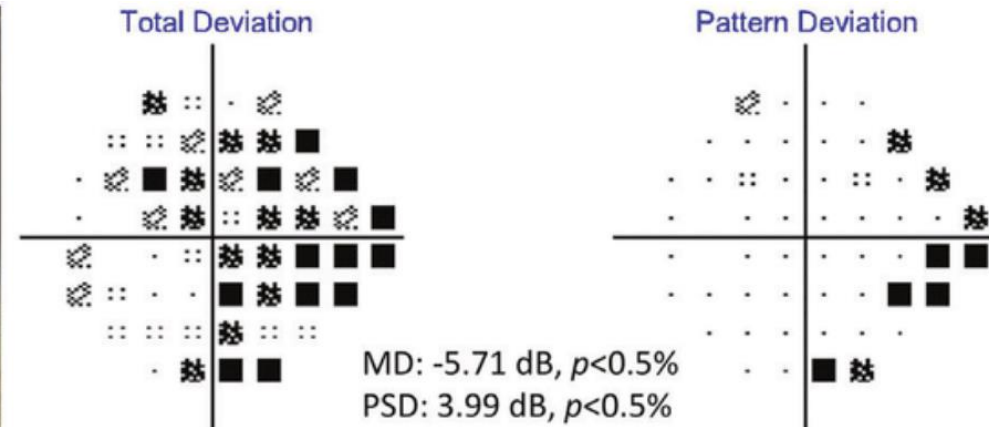 Total Deviation
Pattern Deviation
MD: -5.71 dB, p<0.5%
PSD: 3.99 dB, p<0.5%